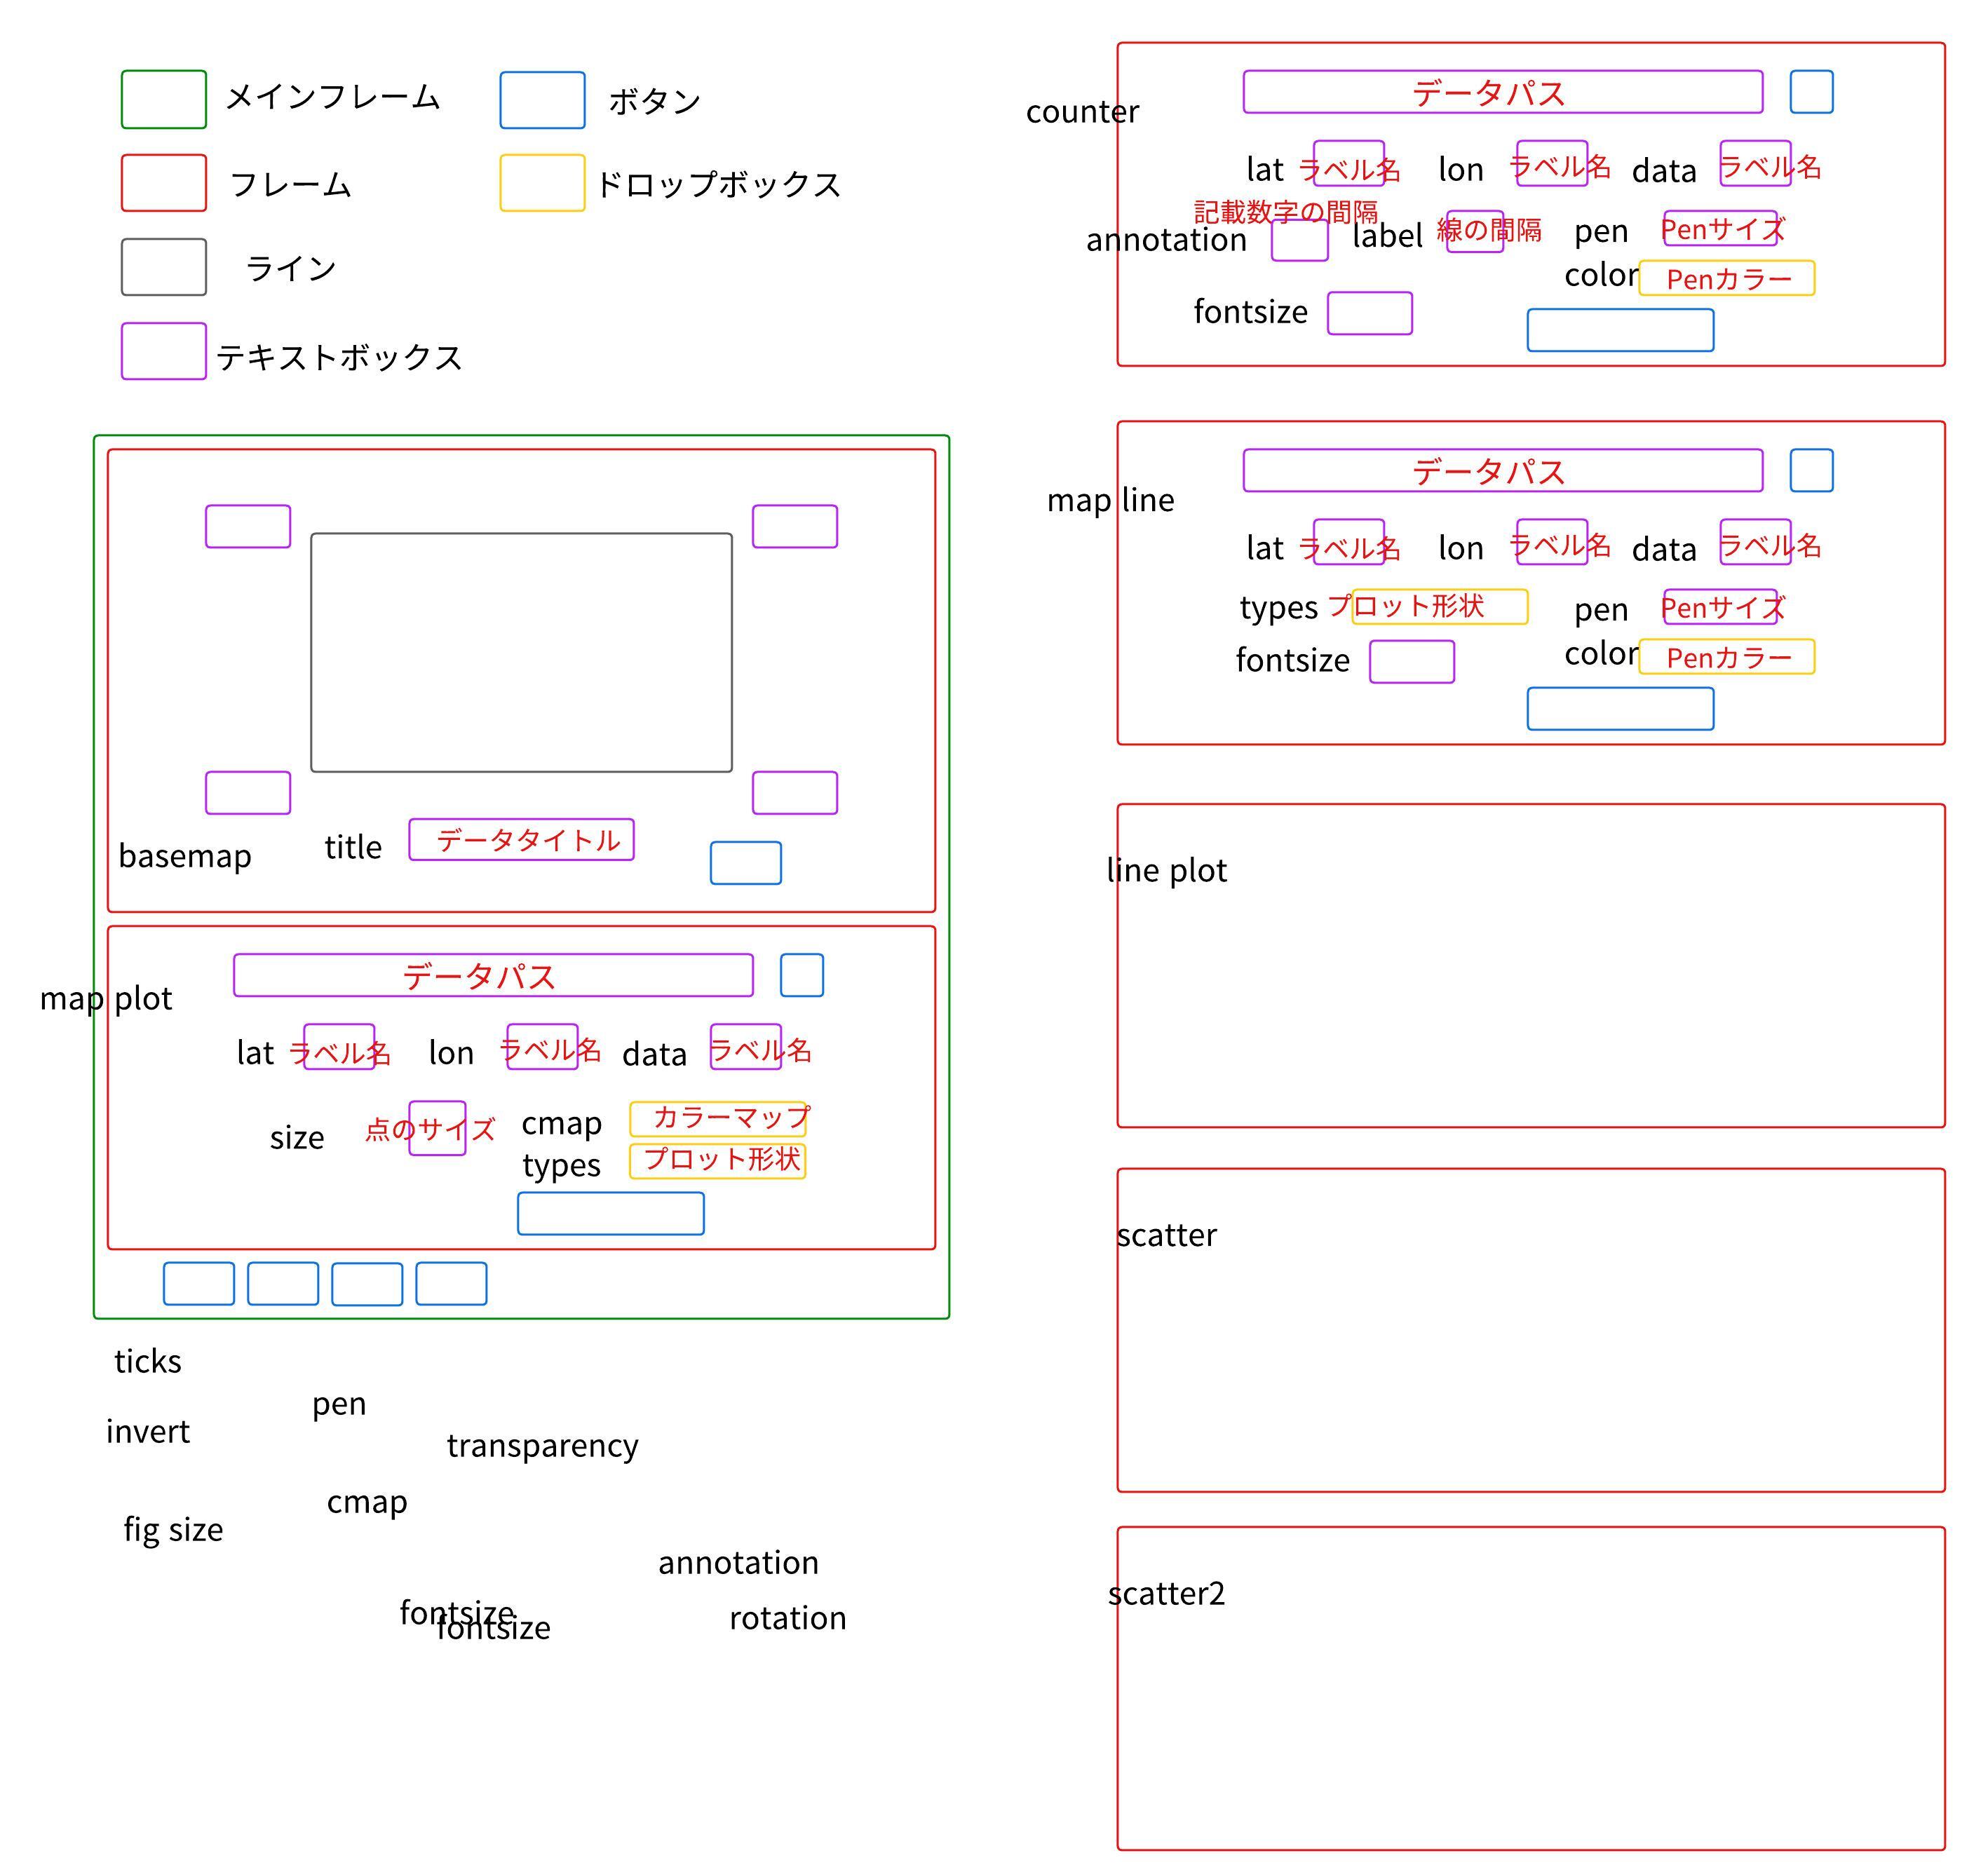 メインフレーム
ボタン
フレーム
ドロップボックス
ライン
テキストボックス
basemap
title
データタイトル
map plot
データパス
lat
ラベル名
lon
ラベル名
data
ラベル名
size
点のサイズ
cmap
カラーマップ
types
プロット形状
ticks
pen
invert
transparency
cmap
fig size
annotation
fontsize
fontsize
rotation
counter
データパス
lat
ラベル名
lon
ラベル名
data
ラベル名
記載数字の間隔
annotation
label
線の間隔
pen
Penサイズ
color
Penカラー
fontsize
map line
データパス
lat
ラベル名
lon
ラベル名
data
ラベル名
types
プロット形状
pen
Penサイズ
fontsize
color
Penカラー
line plot
scatter
scatter2